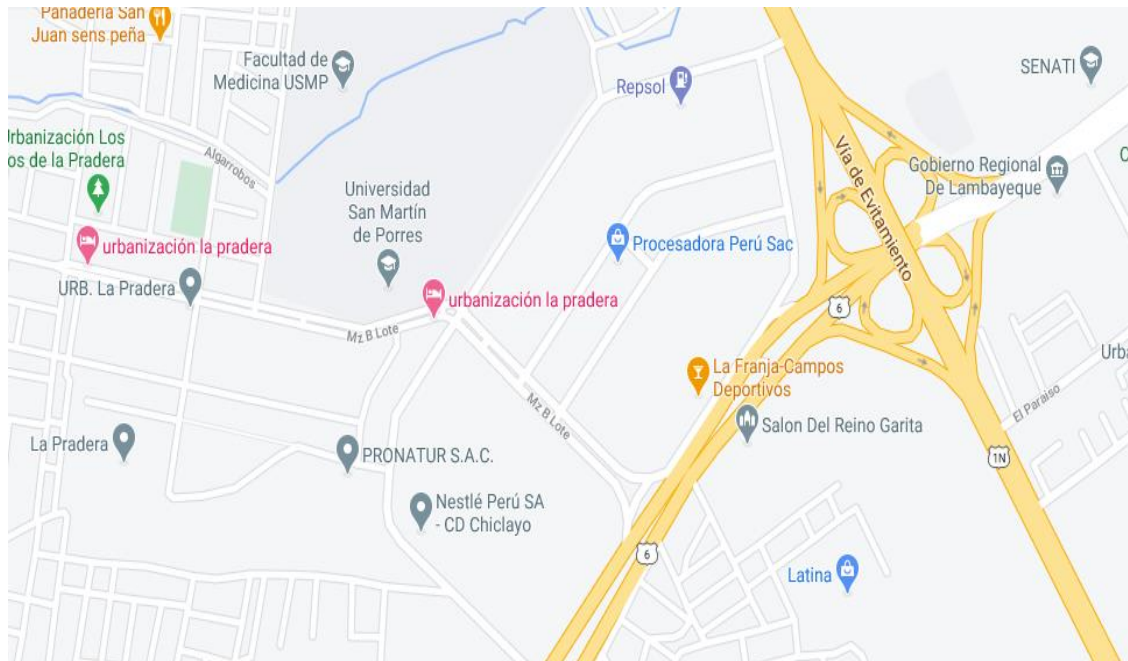 Panadería San
Juan sens peña
Facultad de
Medicina USMP
Repsol
SENATI
Urbanización Los
os de la Pradera
Algarrobos
Vía de Evitamiento
Gobierno Regional
De Lambayeque
Universidad
San Martín
de Porres
urbanización la pradera
Procesadora Perú Sac
URB. La Pradera
urbanización la pradera
Mz B Lote
6
La Franja-Campos
Deportivos
Urba
El Paraiso
Mz B Lote
Salon Del Reino Garita
La Pradera
PRONATUR S.A.C.
1N
Nestlé Perú SA
- CD Chiclayo
6
Latina